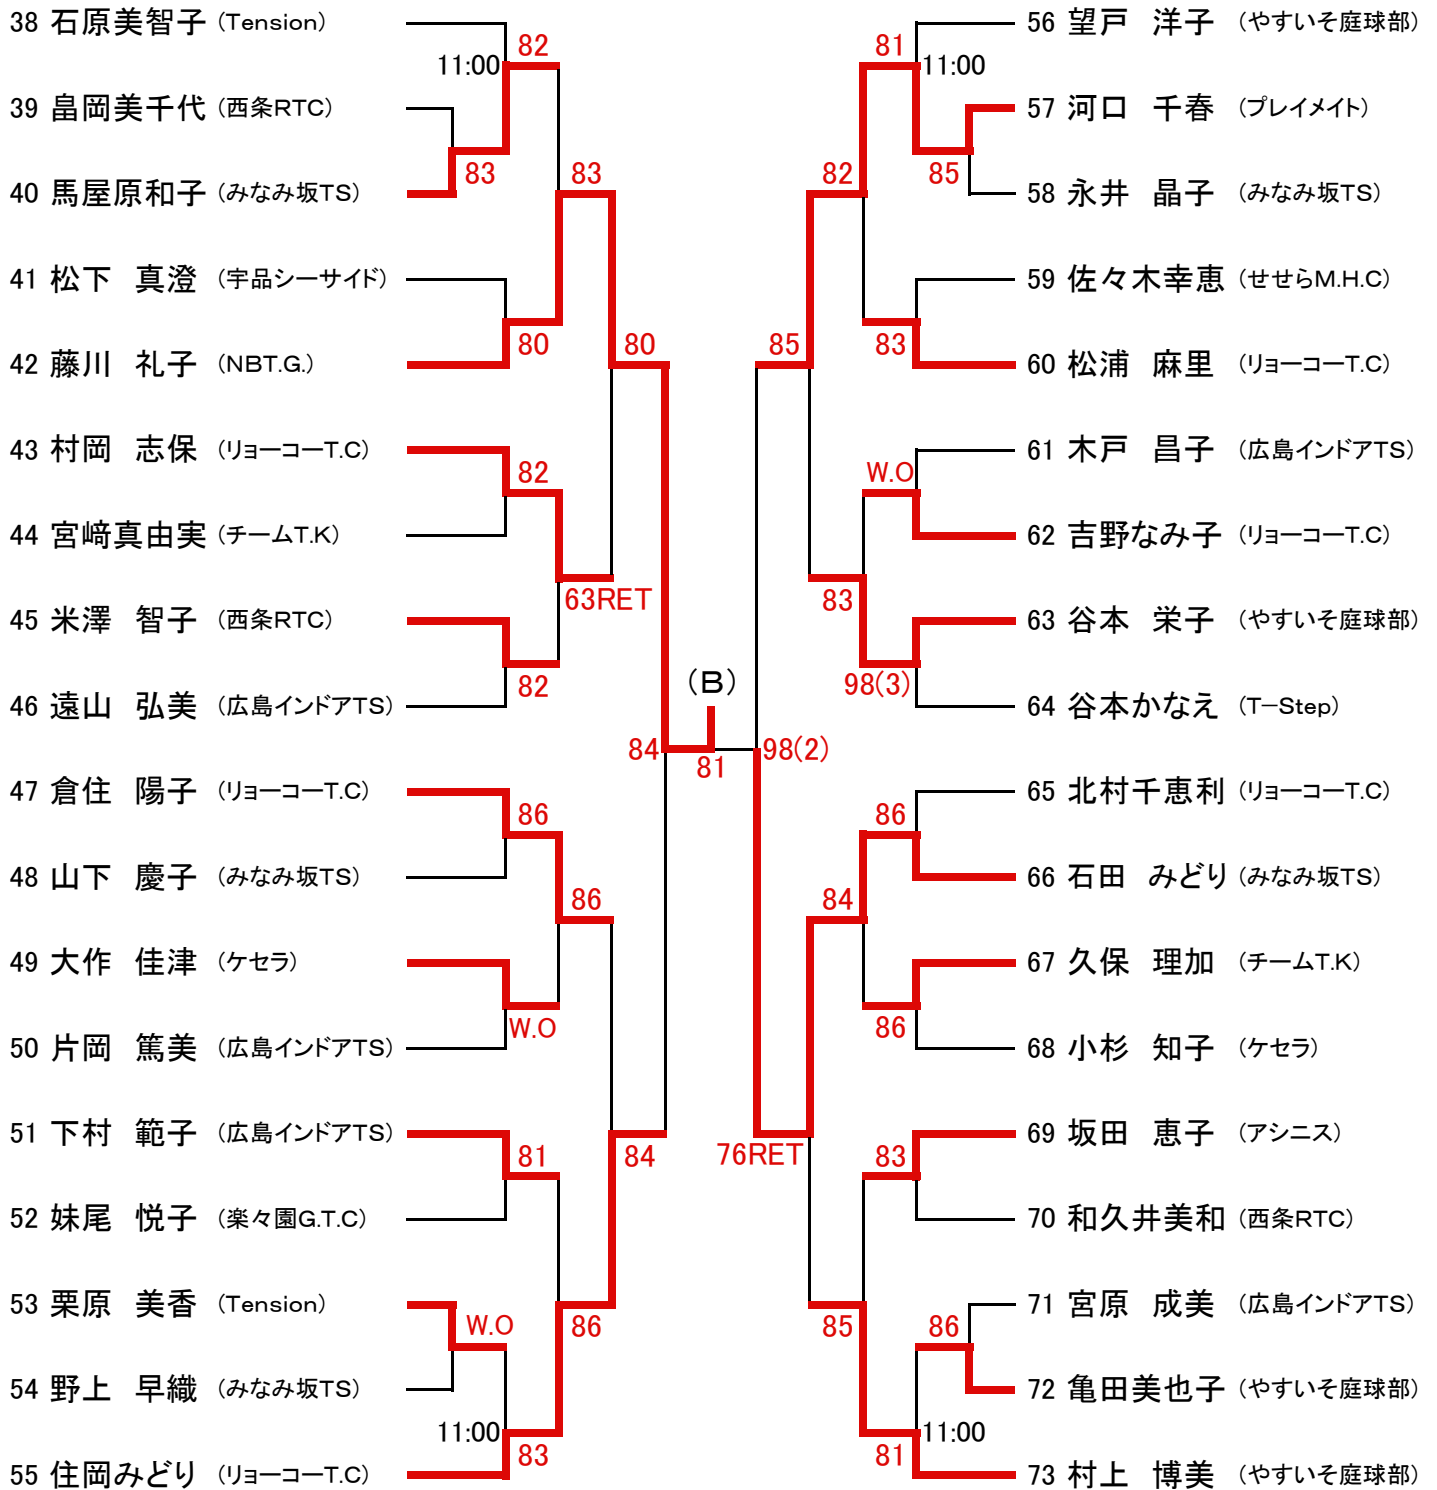 38 石原美智子 (Tension)
82
11:00
39 畠岡美千代 (西条RTC)
83
40 馬屋原和子 (みなみ坂TS)
83
41 松下 真澄 (宇品シーサイド)
80
42 藤川 礼子 (NBT.G.)
80
43 村岡 志保 (リョーコーT.C)
82
44 宮﨑真由実 (チームT.K)
63RET
45 米澤 智子 (西条RTC)
82
46 遠山 弘美 (広島インドアTS)
84
47 倉住 陽子 (リョーコーT.C)
86
48 山下 慶子 (みなみ坂TS)
86
49 大作 佳津 (ケセラ)
W.O
50 片岡 篤美 (広島インドアTS)
51 下村 範子 (広島インドアTS)
81
84
52 妹尾 悦子 (楽々園G.T.C)
53 栗原 美香 (Tension)
W.O
86
54 野上 早織 (みなみ坂TS)
11:00
83
55 住岡みどり (リョーコーT.C)
(B)
81
56 望戸 洋子 (やすいそ庭球部)
81
11:00
57 河口 千春 (プレイメイト)
85
82
58 永井 晶子 (みなみ坂TS)
59 佐々木幸恵 (せせらM.H.C)
83
85
60 松浦 麻里 (リョーコーT.C)
61 木戸 昌子 (広島インドアTS)
W.O
62 吉野なみ子 (リョーコーT.C)
83
63 谷本 栄子 (やすいそ庭球部)
98(3)
64 谷本かなえ (T-Step)
98(2)
65 北村千恵利 (リョーコーT.C)
86
66 石田 みどり (みなみ坂TS)
84
67 久保 理加 (チームT.K)
86
68 小杉 知子 (ケセラ)
69 坂田 恵子 (アシニス)
83
76RET
70 和久井美和 (西条RTC)
71 宮原 成美 (広島インドアTS)
86
85
72 亀田美也子 (やすいそ庭球部)
11:00
81
73 村上 博美 (やすいそ庭球部)